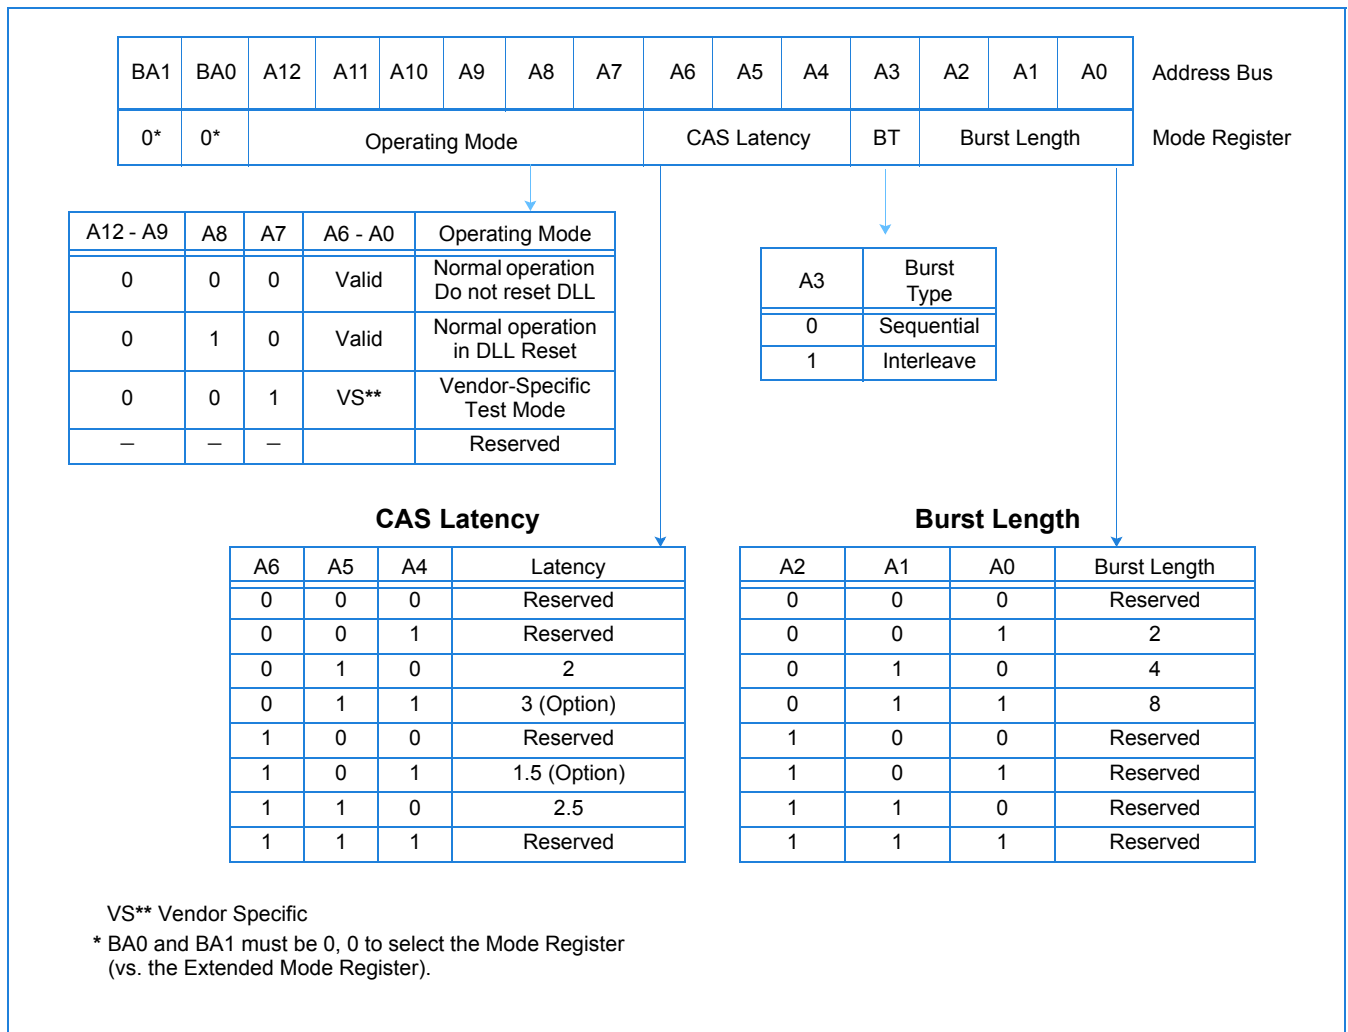 BA1 BA0 A12 A11 A10 A9 A8 A7 A6 A5 A4 A3 A2 A1 A0 Address Bus
0* 0* Operating Mode CAS Latency BT Burst Length Mode Register
A12 - A9 A8 A7 A6 - A0 Operating Mode
0 0 0 Valid Normal operation
Do not reset DLL
0 1 0 Valid Normal operation
in DLL Reset
0 0 1 VS** Vendor-Specific
Test Mode
– – – Reserved
A3 Burst
Type
0 Sequential
1 Interleave
CAS Latency
A6 A5 A4 Latency
0 0 0 Reserved
0 0 1 Reserved
0 1 0 2
0 1 1 3 (Option)
1 0 0 Reserved
1 0 1 1.5 (Option)
1 1 0 2.5
1 1 1 Reserved
Burst Length
A2 A1 A0 Burst Length
0 0 0 Reserved
0 0 1 2
0 1 0 4
0 1 1 8
1 0 0 Reserved
1 0 1 Reserved
1 1 0 Reserved
1 1 1 Reserved
VS** Vendor Specific
* BA0 and BA1 must be 0, 0 to select the Mode Register
(vs. the Extended Mode Register).